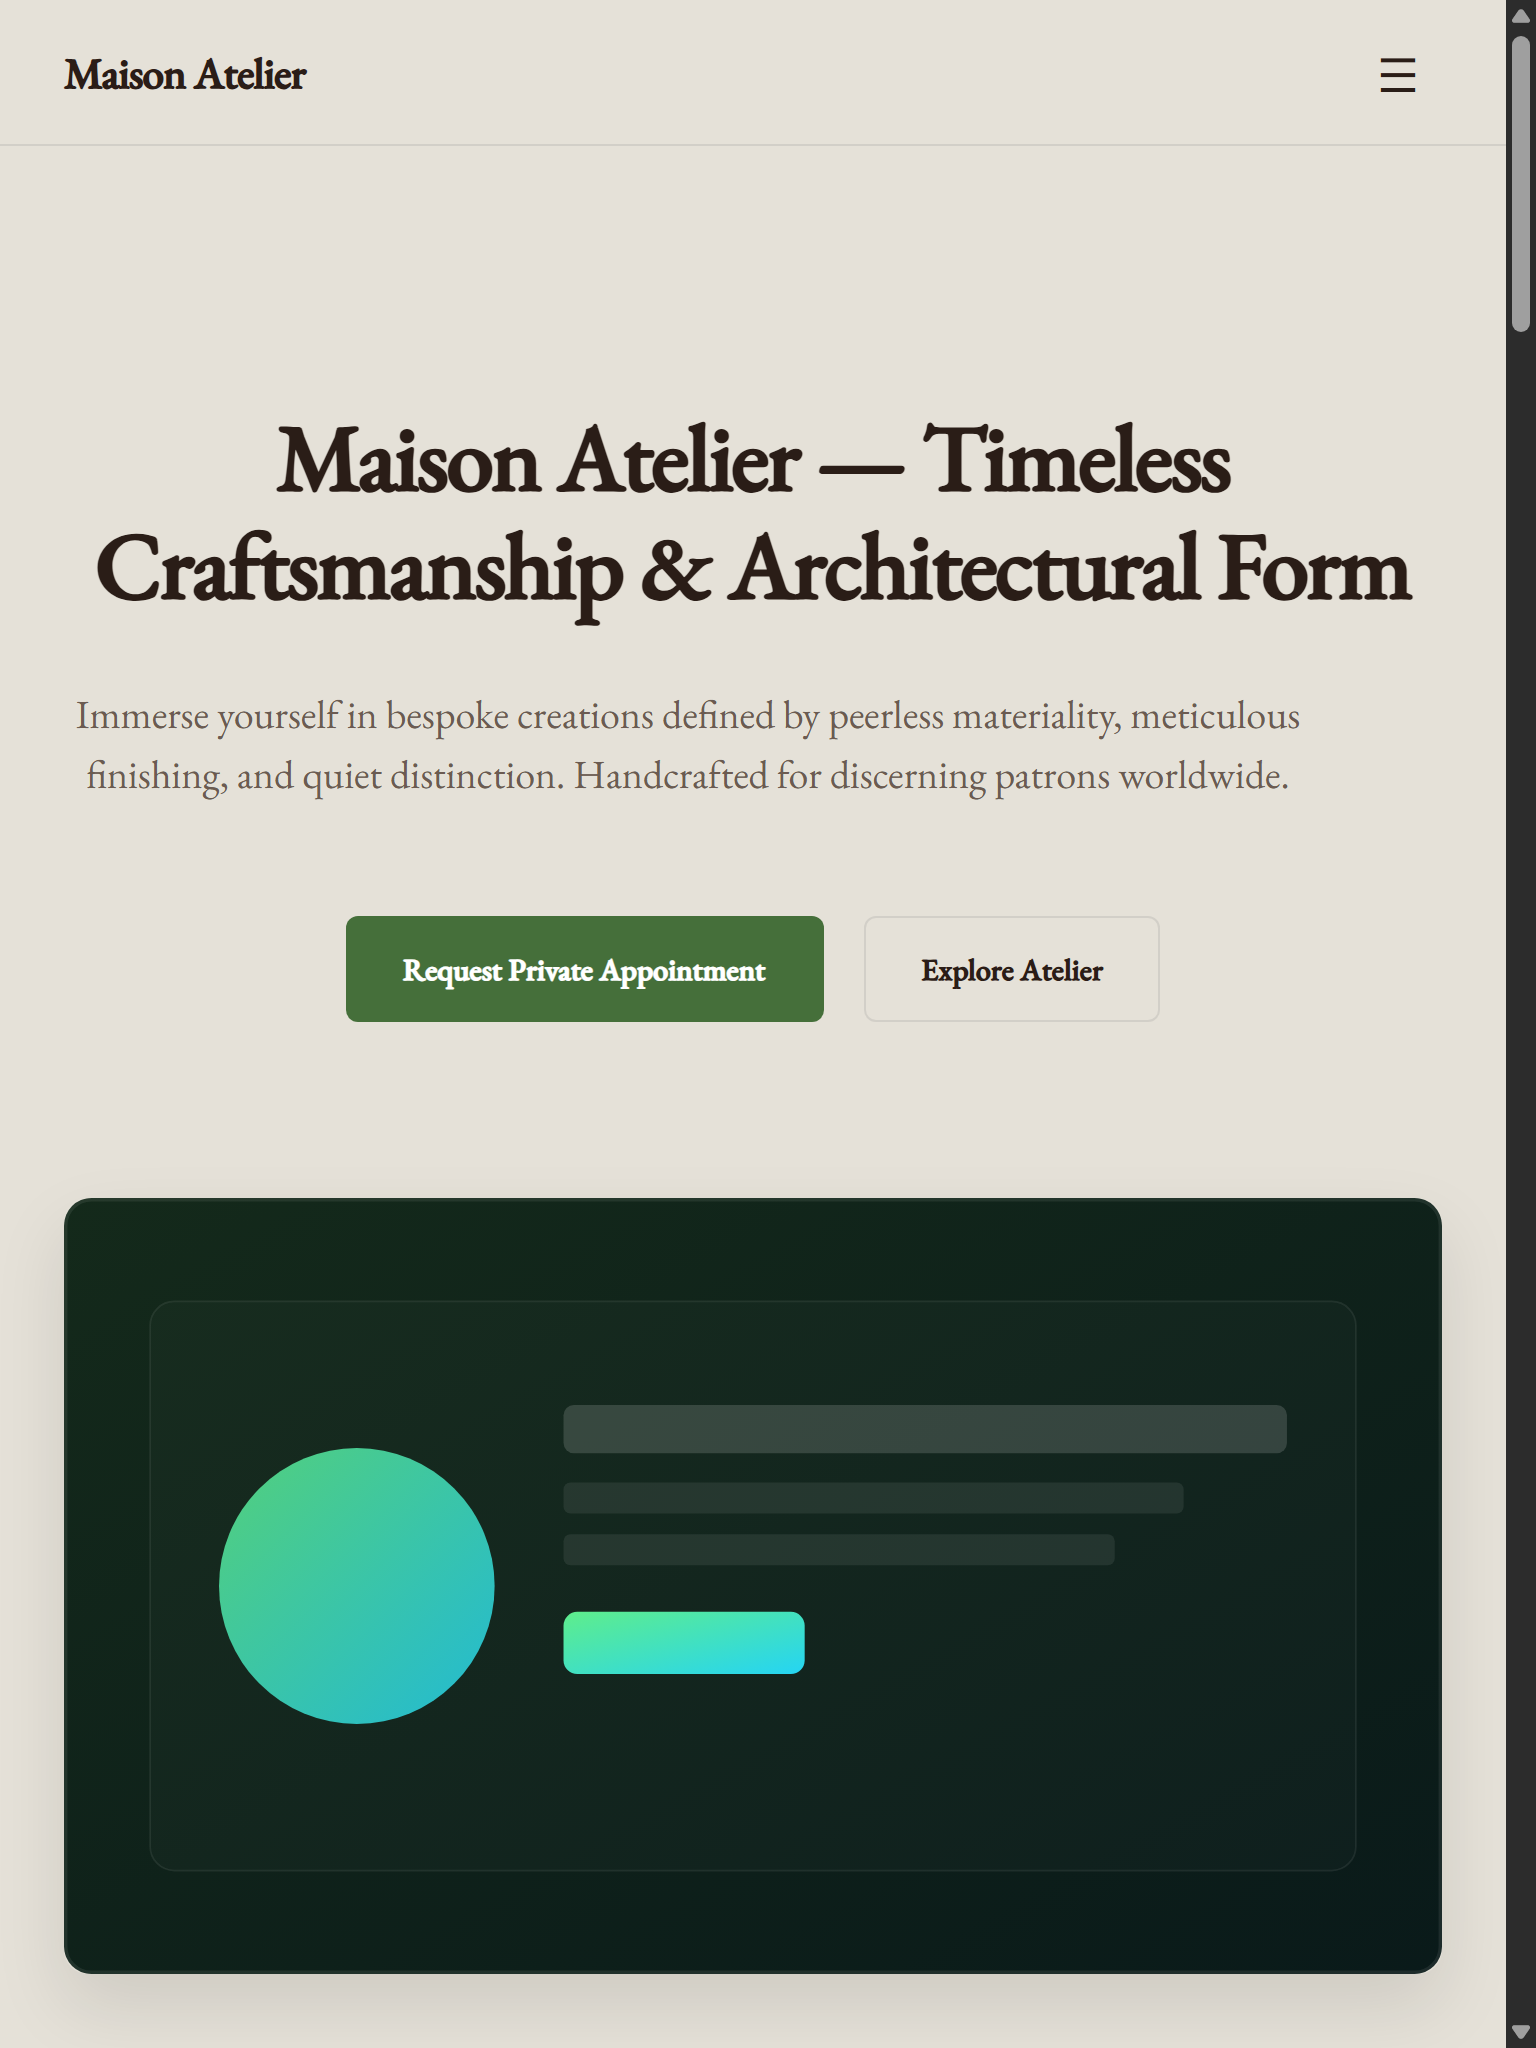 Maison Atelier
Maison Atelier — Timeless
Craftsmanship & Architectural Form
Immerse yourself in bespoke creations defined by peerless materiality, meticulous
finishing, and quiet distinction. Handcrafted for discerning patrons worldwide.
Request Private Appointment
Explore Atelier